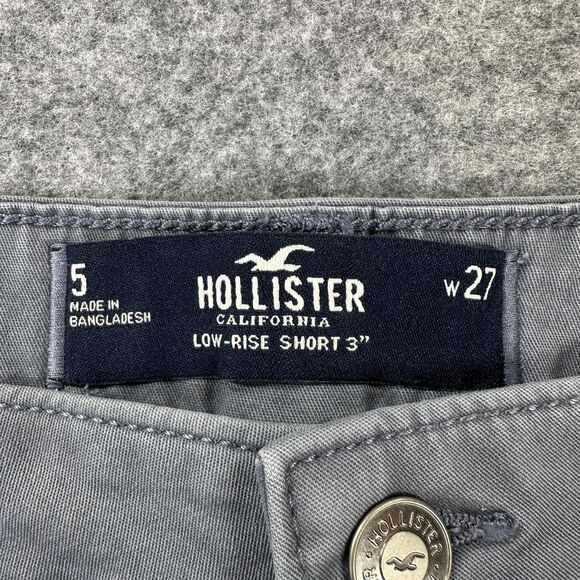 5
MADE IN
BANGLADESH
HOLLISTER
CALIFORNIA
LOW-RISE SHORT 3”
W 27
HOLLISTER